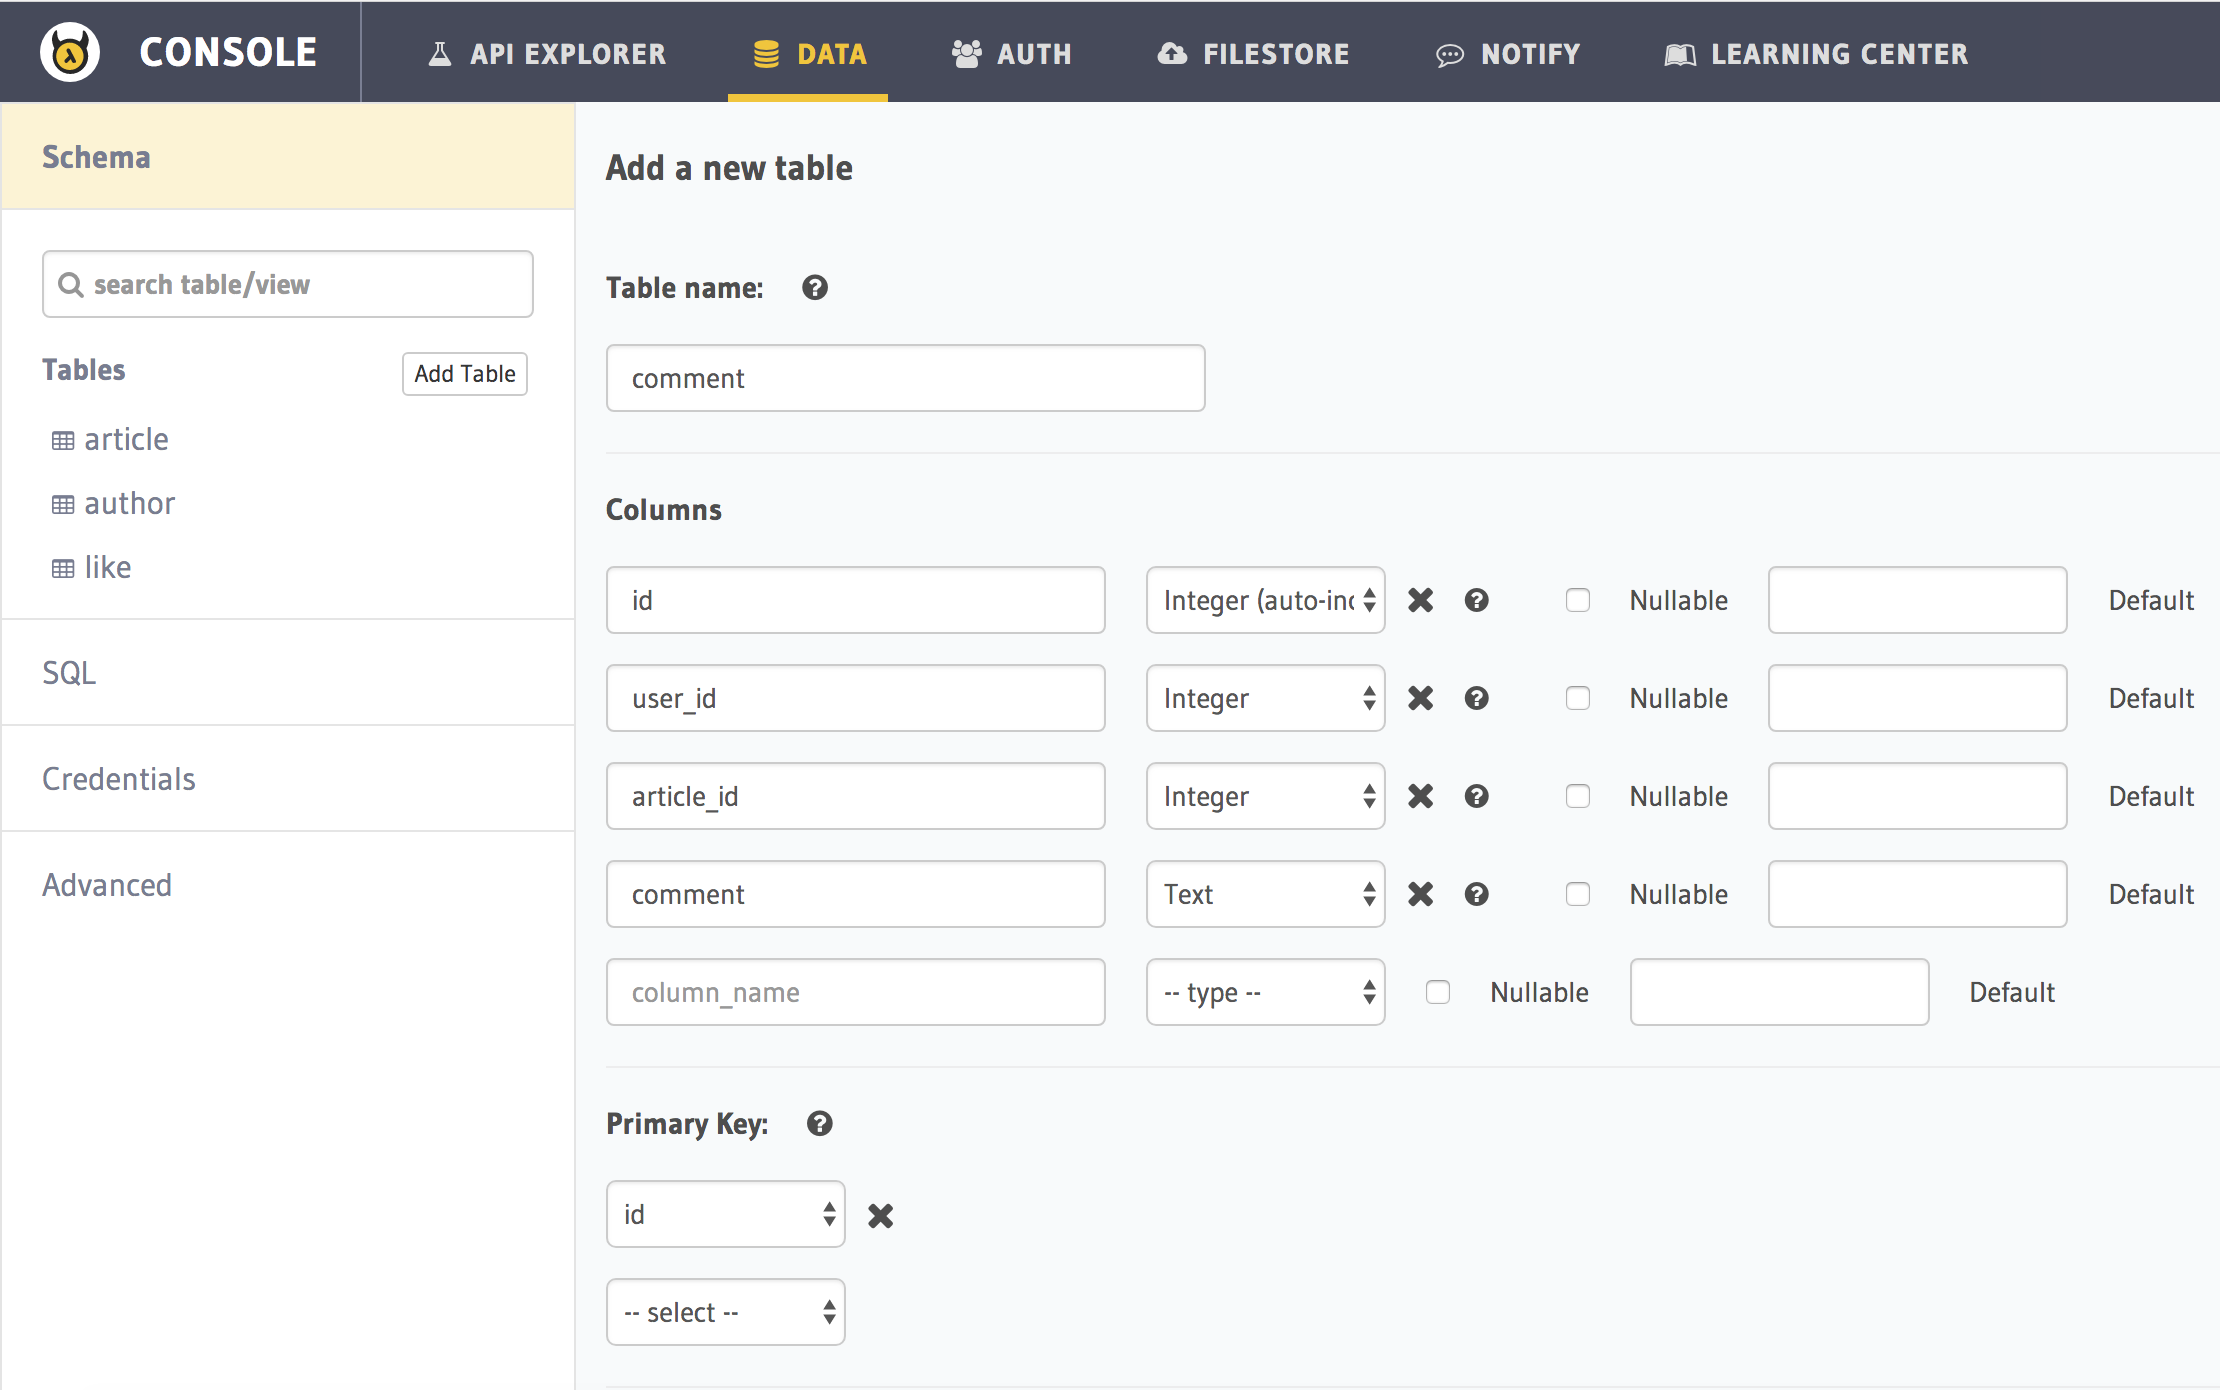 CONSOLE
API EXPLORER
DATA
AUTH
FILESTORE
NOTIFY
LEARNING CENTER
Schema
search table/view
Tables
Add Table
article
author
like
SQL
Credentials
Advanced
Add a new table
Table name:
comment
Columns
id Integer (auto-inc Nullable Default
user_id Integer Nullable Default
article_id Integer Nullable Default
comment Text Nullable Default
column_name -- type -- Nullable Default
Primary Key:
id
-- select --